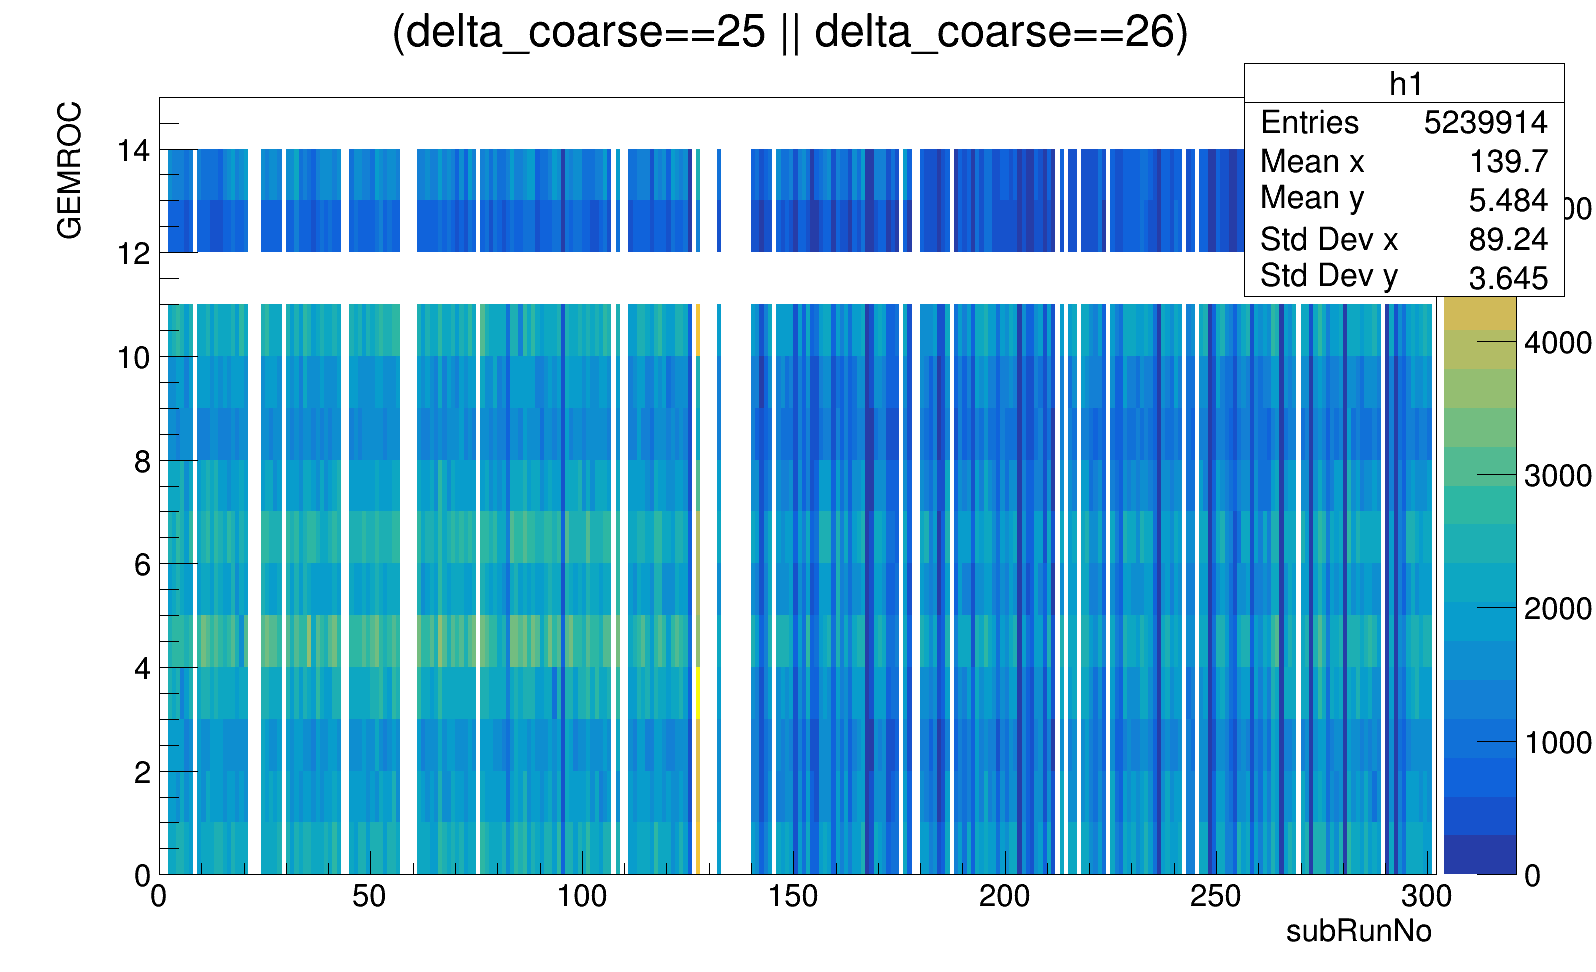 (delta_coarse==25 || delta_coarse==26)
h1
Entries 5239914
Mean x 139.7
Mean y 5.484
Std Dev x 89.24
Std Dev y 3.645
GEMROC
14
12
10
8
6
4
2
0
0 50 100 150 200 250 300
subRunNo
4000
3000
2000
1000
0